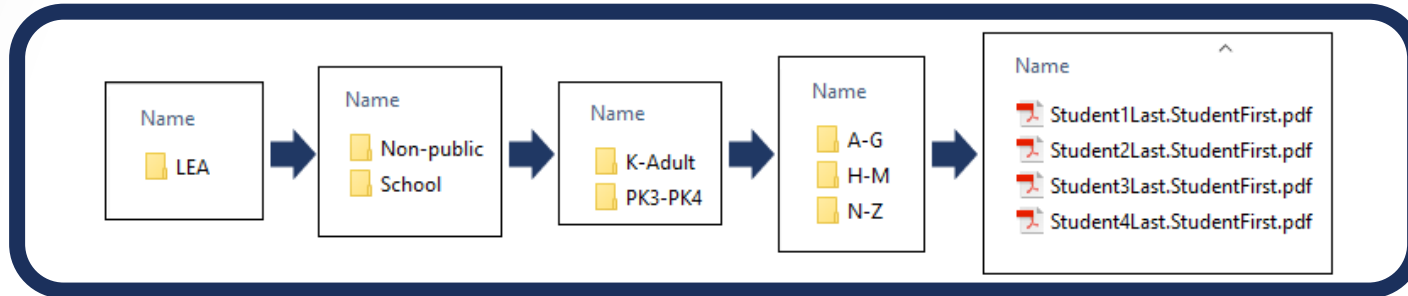 Name
LEA
Name
Non-public
School
Name
K-Adult
PK3-PK4
Name
A-G
H-M
N-Z
Name
Student1Last.StudentFirst.pdf
Student2Last.StudentFirst.pdf
Student3Last.StudentFirst.pdf
Student4Last.StudentFirst.pdf